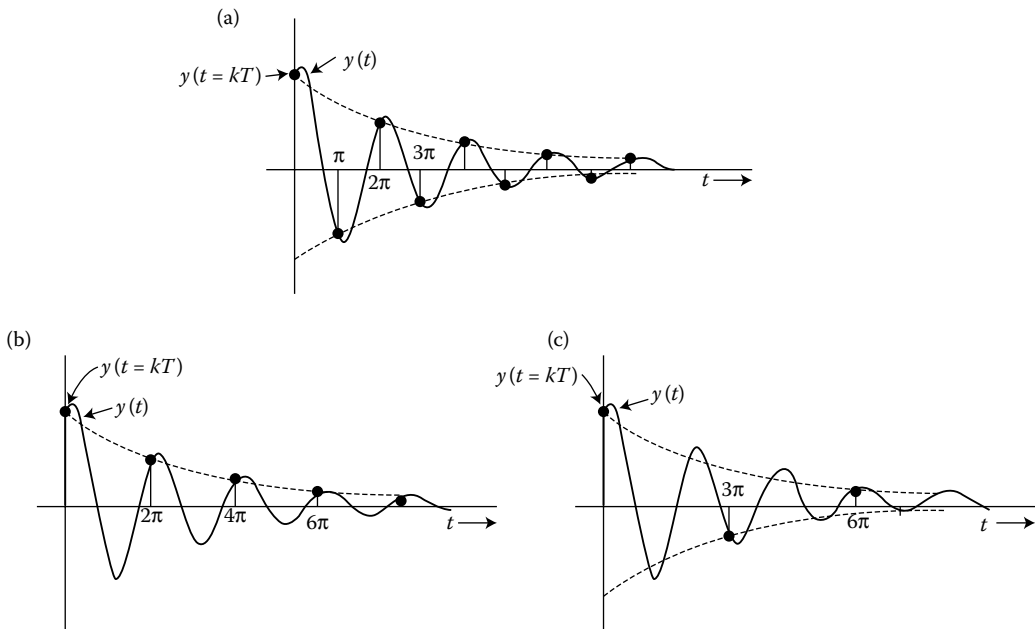 (a)
y(t = kT)
y(t)
π
2π
3π
t
(b)
y(t = kT)
y(t)
2π
4π
6π
t
(c)
y(t = kT)
y(t)
3π
6π
t